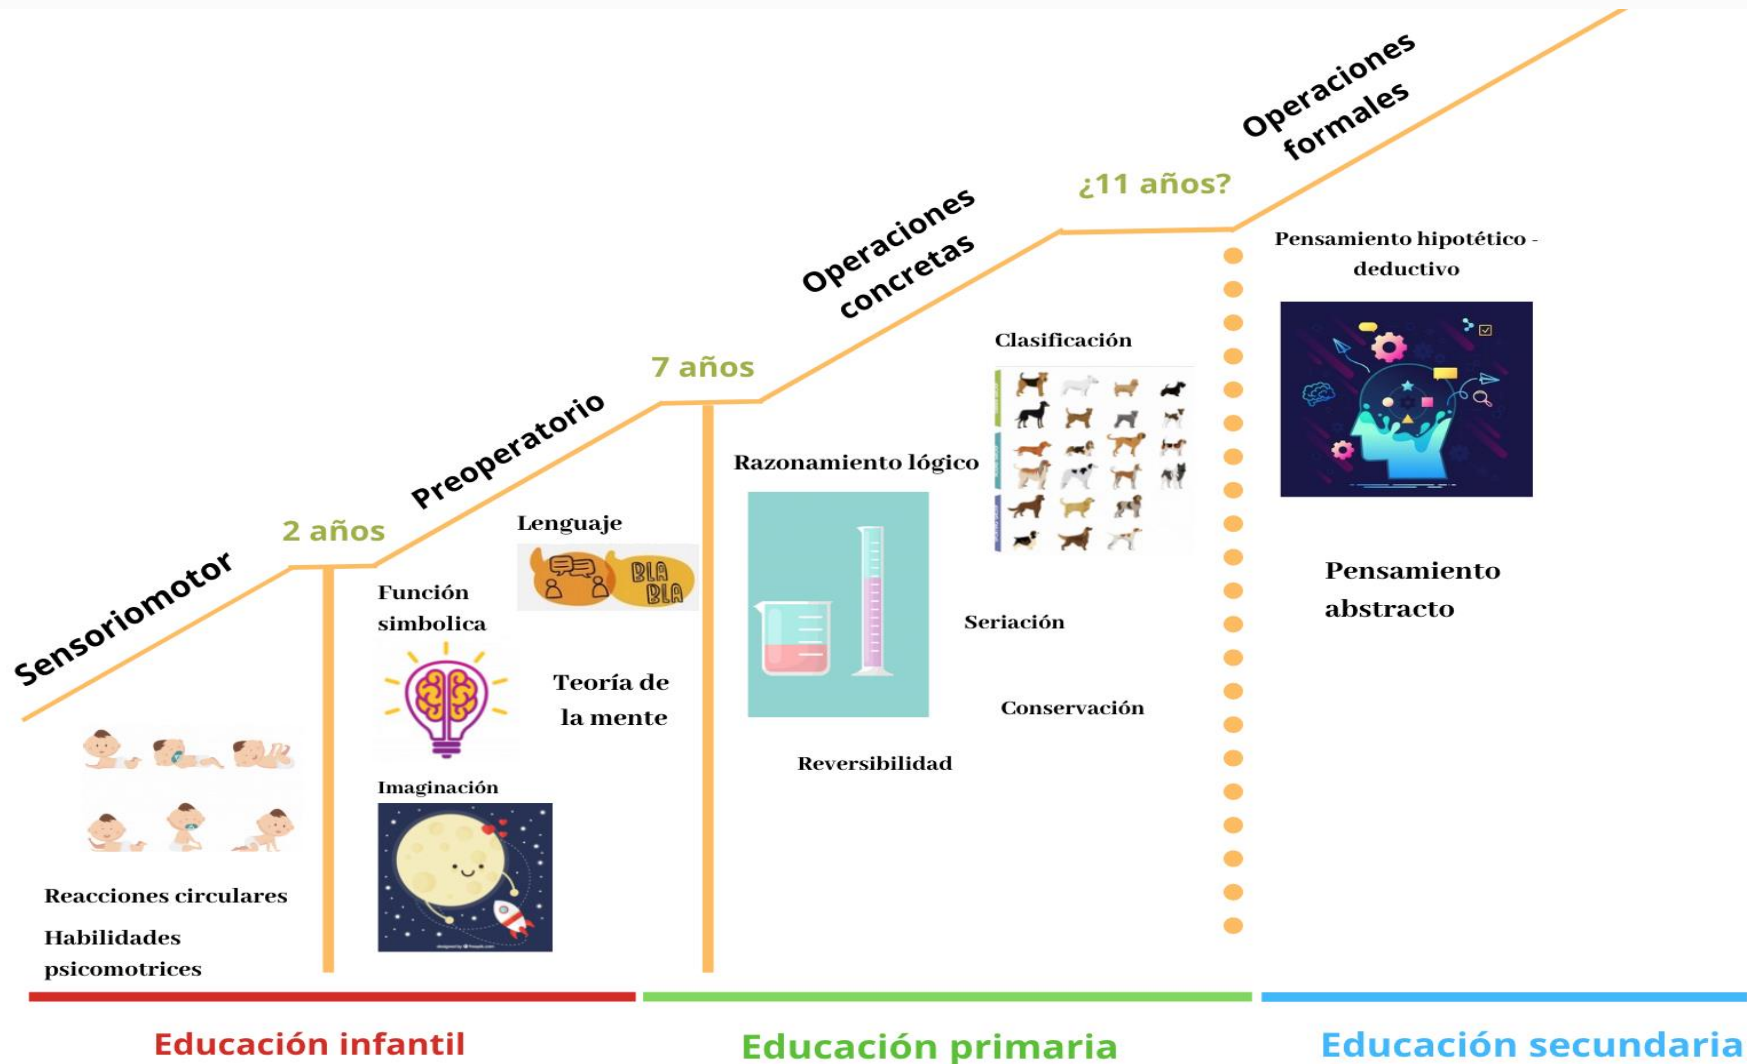 Sensoriomotor
2 años
Reacciones circulares
Habilidades
psicomotrices
Preoperatorio
7 años
Lenguaje
BLA
BLA
Función
simbolica
Teoría de
la mente
Imaginación
Operaciones
concretas
¿11 años?
Clasificación
Razonamiento lógico
Seriación
Conservación
Reversibilidad
Operaciones
formales
Pensamiento hipotético -
deductivo
Pensamiento
abstracto
Educación infantil
Educación primaria
Educación secundaria